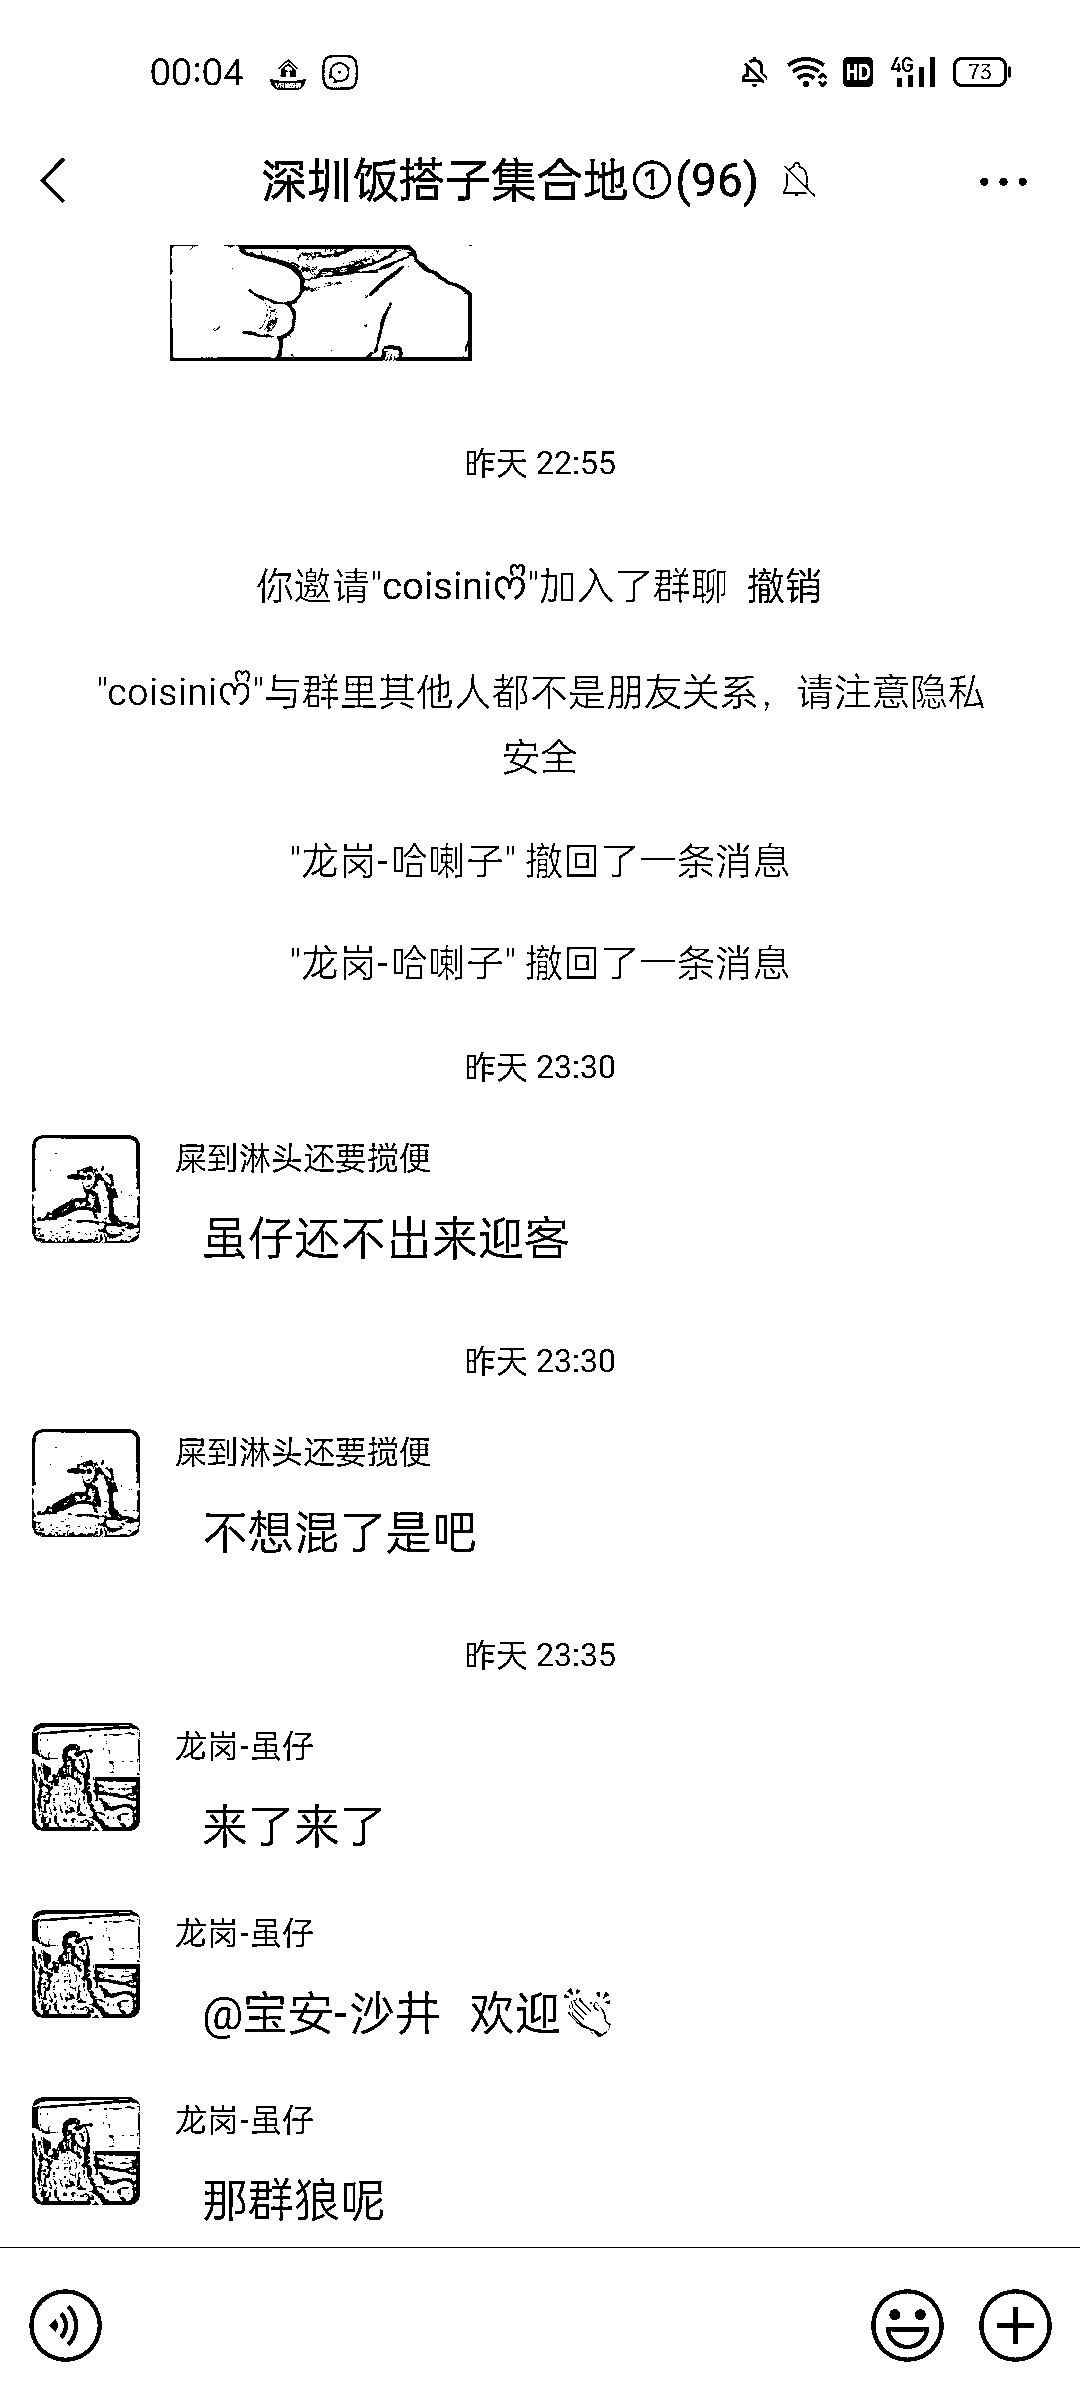 00:04 HD 4G 73
深圳饭搭子集合地①(96)
昨天 22:55
你邀请"coisiniෆ"加入了群聊 撤销
"coisiniෆ"与群里其他人都不是朋友关系，请注意隐私
安全
"龙岗-哈喇子" 撤回了一条消息
"龙岗-哈喇子" 撤回了一条消息
昨天 23:30
屎到淋头还要搅便
虽仔还不出来迎客
昨天 23:30
屎到淋头还要搅便
不想混了是吧
昨天 23:35
龙岗-虽仔
来了来了
龙岗-虽仔
@宝安-沙井 欢迎👏
龙岗-虽仔
那群狼呢